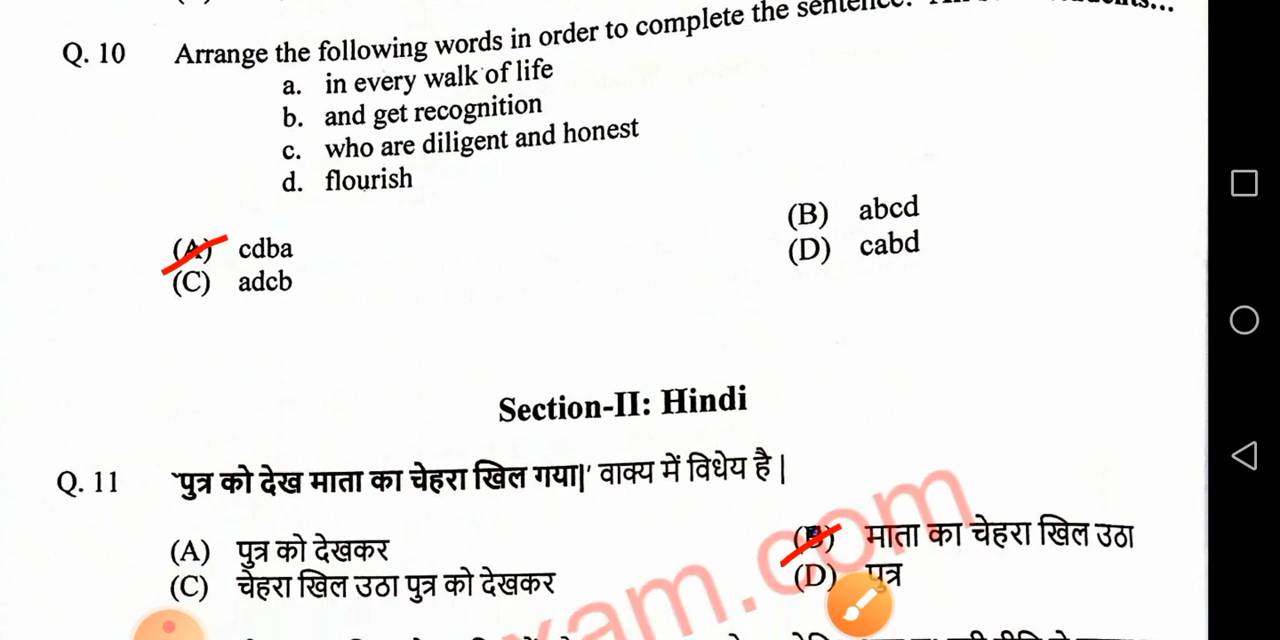 Q. 10 Arrange the following words in order to complete the sentence.
a. in every walk of life
b. and get recognition
c. who are diligent and honest
d. flourish
(A) cdba (B) abcd
(C) adcb (D) cabd
Section-II: Hindi
Q. 11 `पुत्र को देख माता का चेहरा खिल गया|' वाक्य में विधेय है |
(A) पुत्र को देखकर (B) माता का चेहरा खिल उठा
(C) चेहरा खिल उठा पुत्र को देखकर (D) पुत्र
am.com